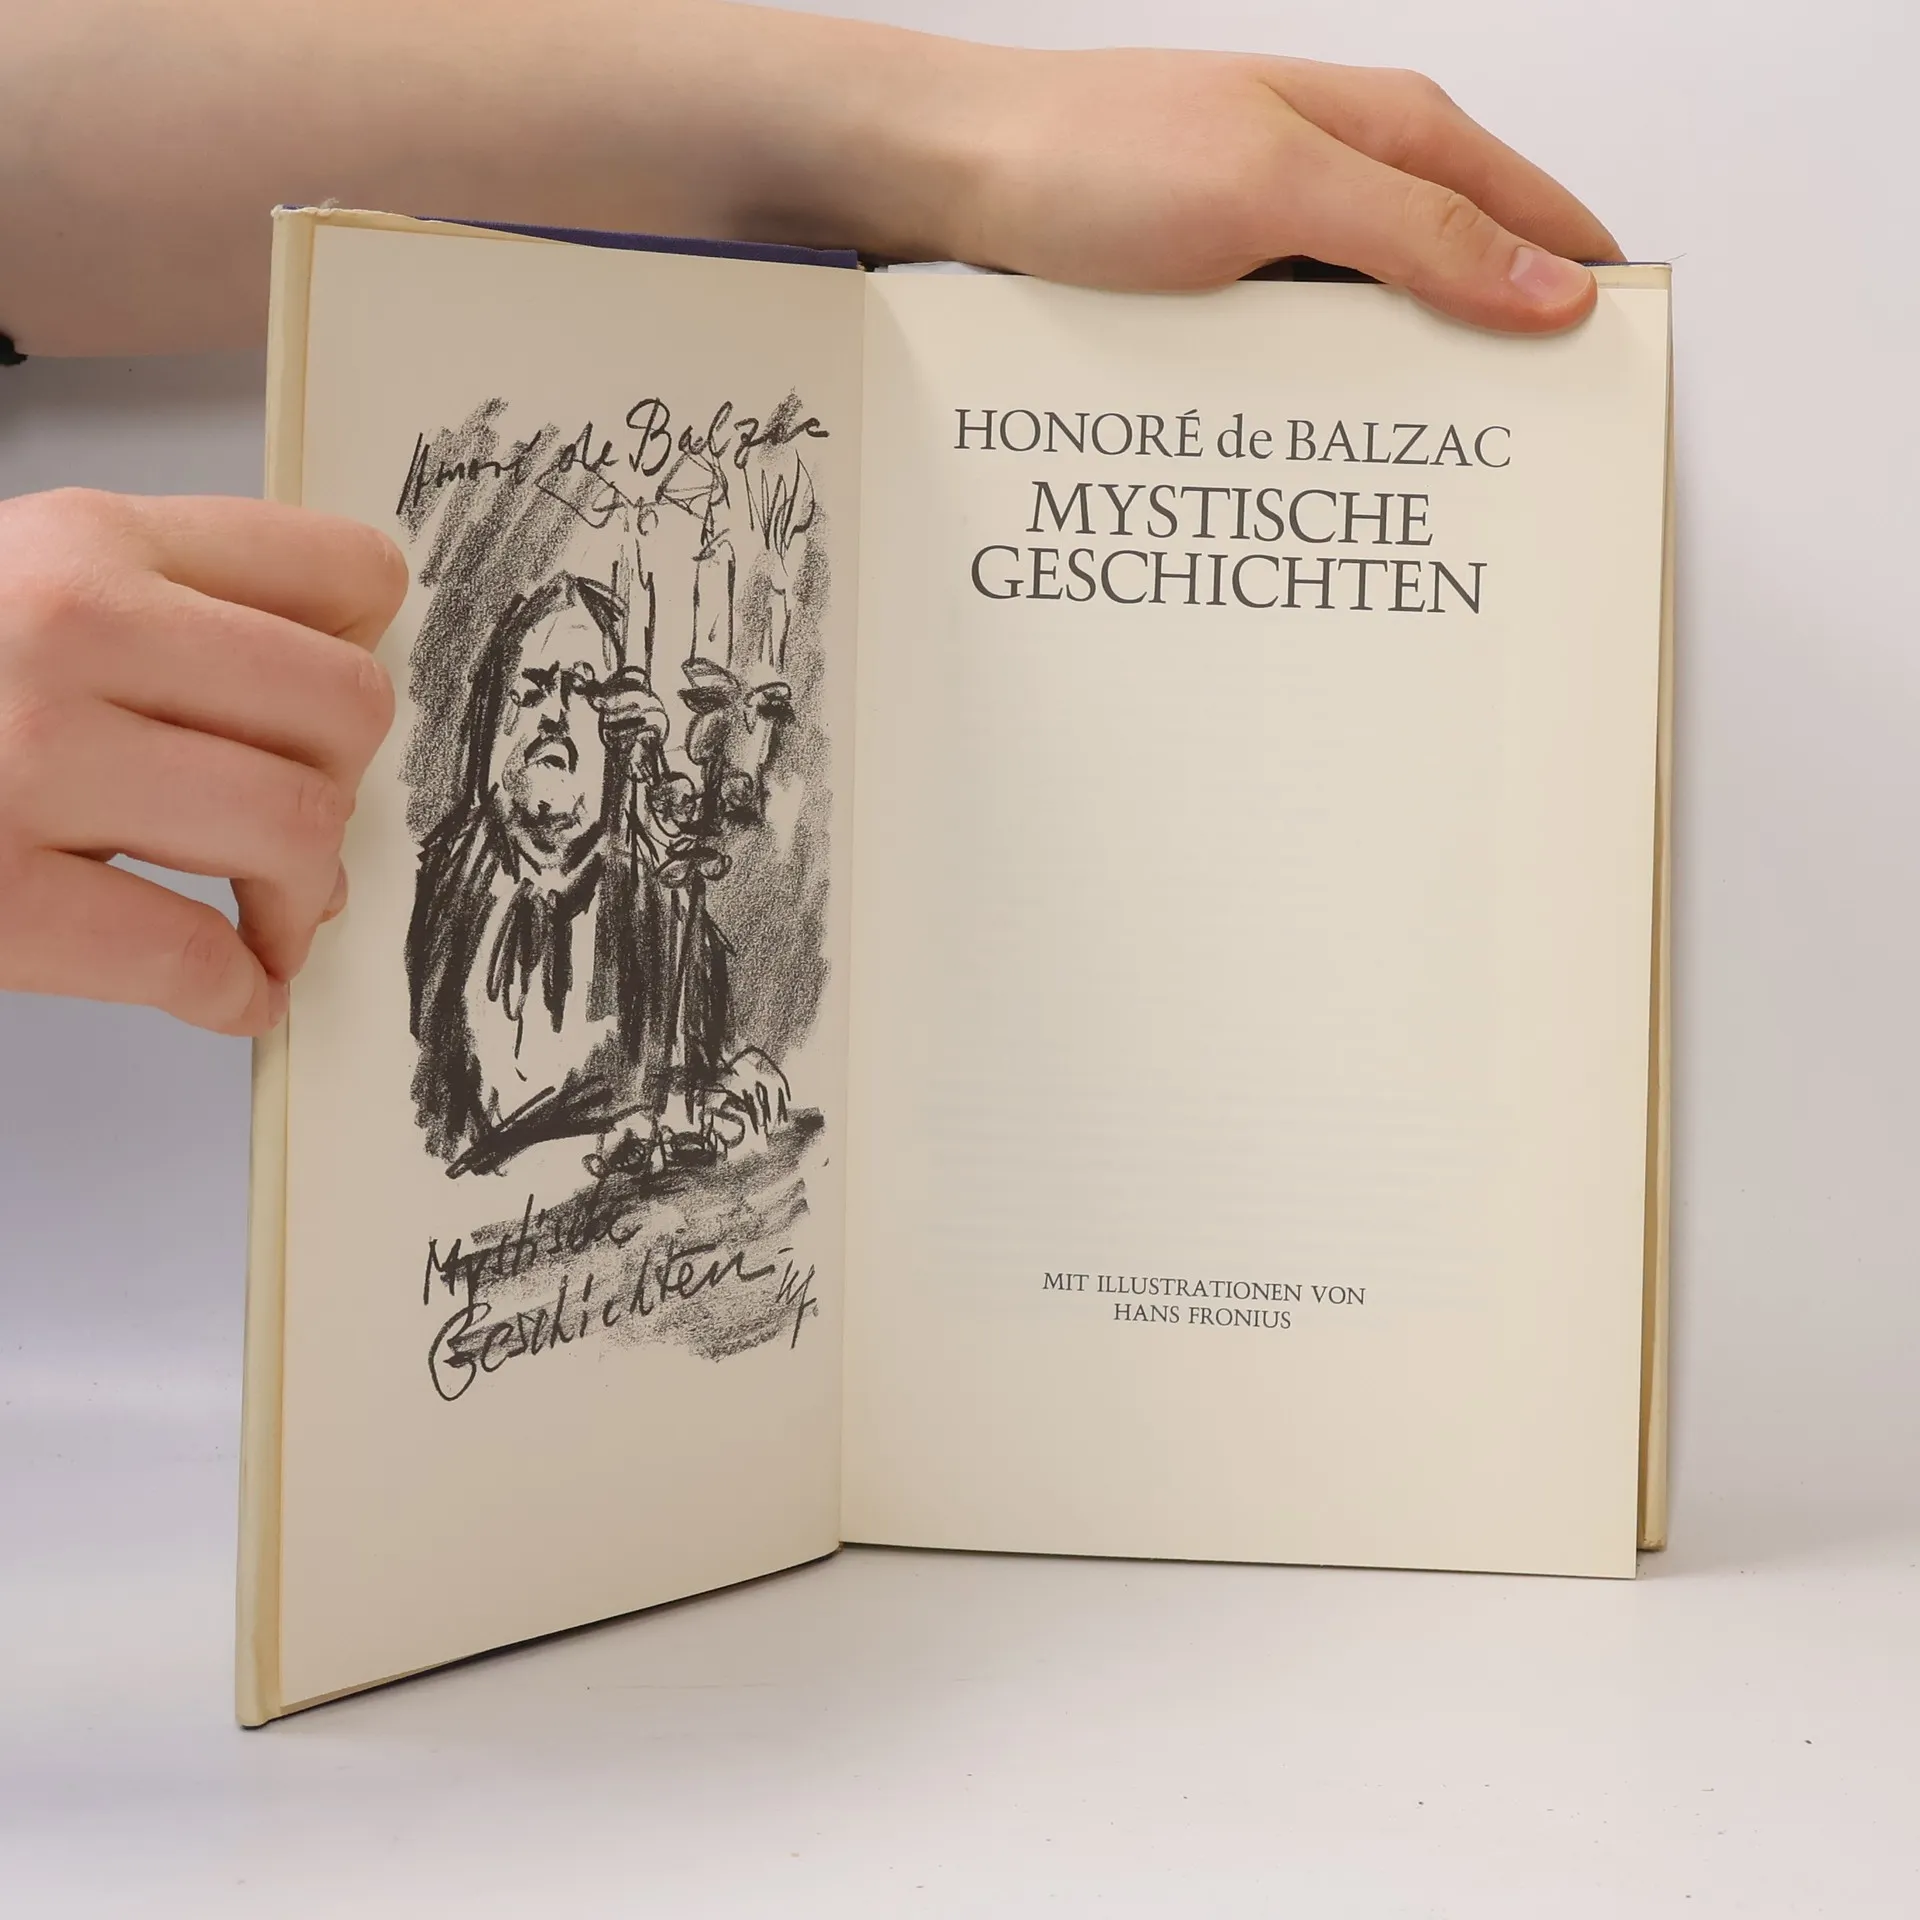 Honoré de Balzac
Mystische
Geschichten
HONORÉ de BALZAC
MYSTISCHE
GESCHICHTEN
MIT ILLUSTRATIONEN VON
HANS FRONIUS